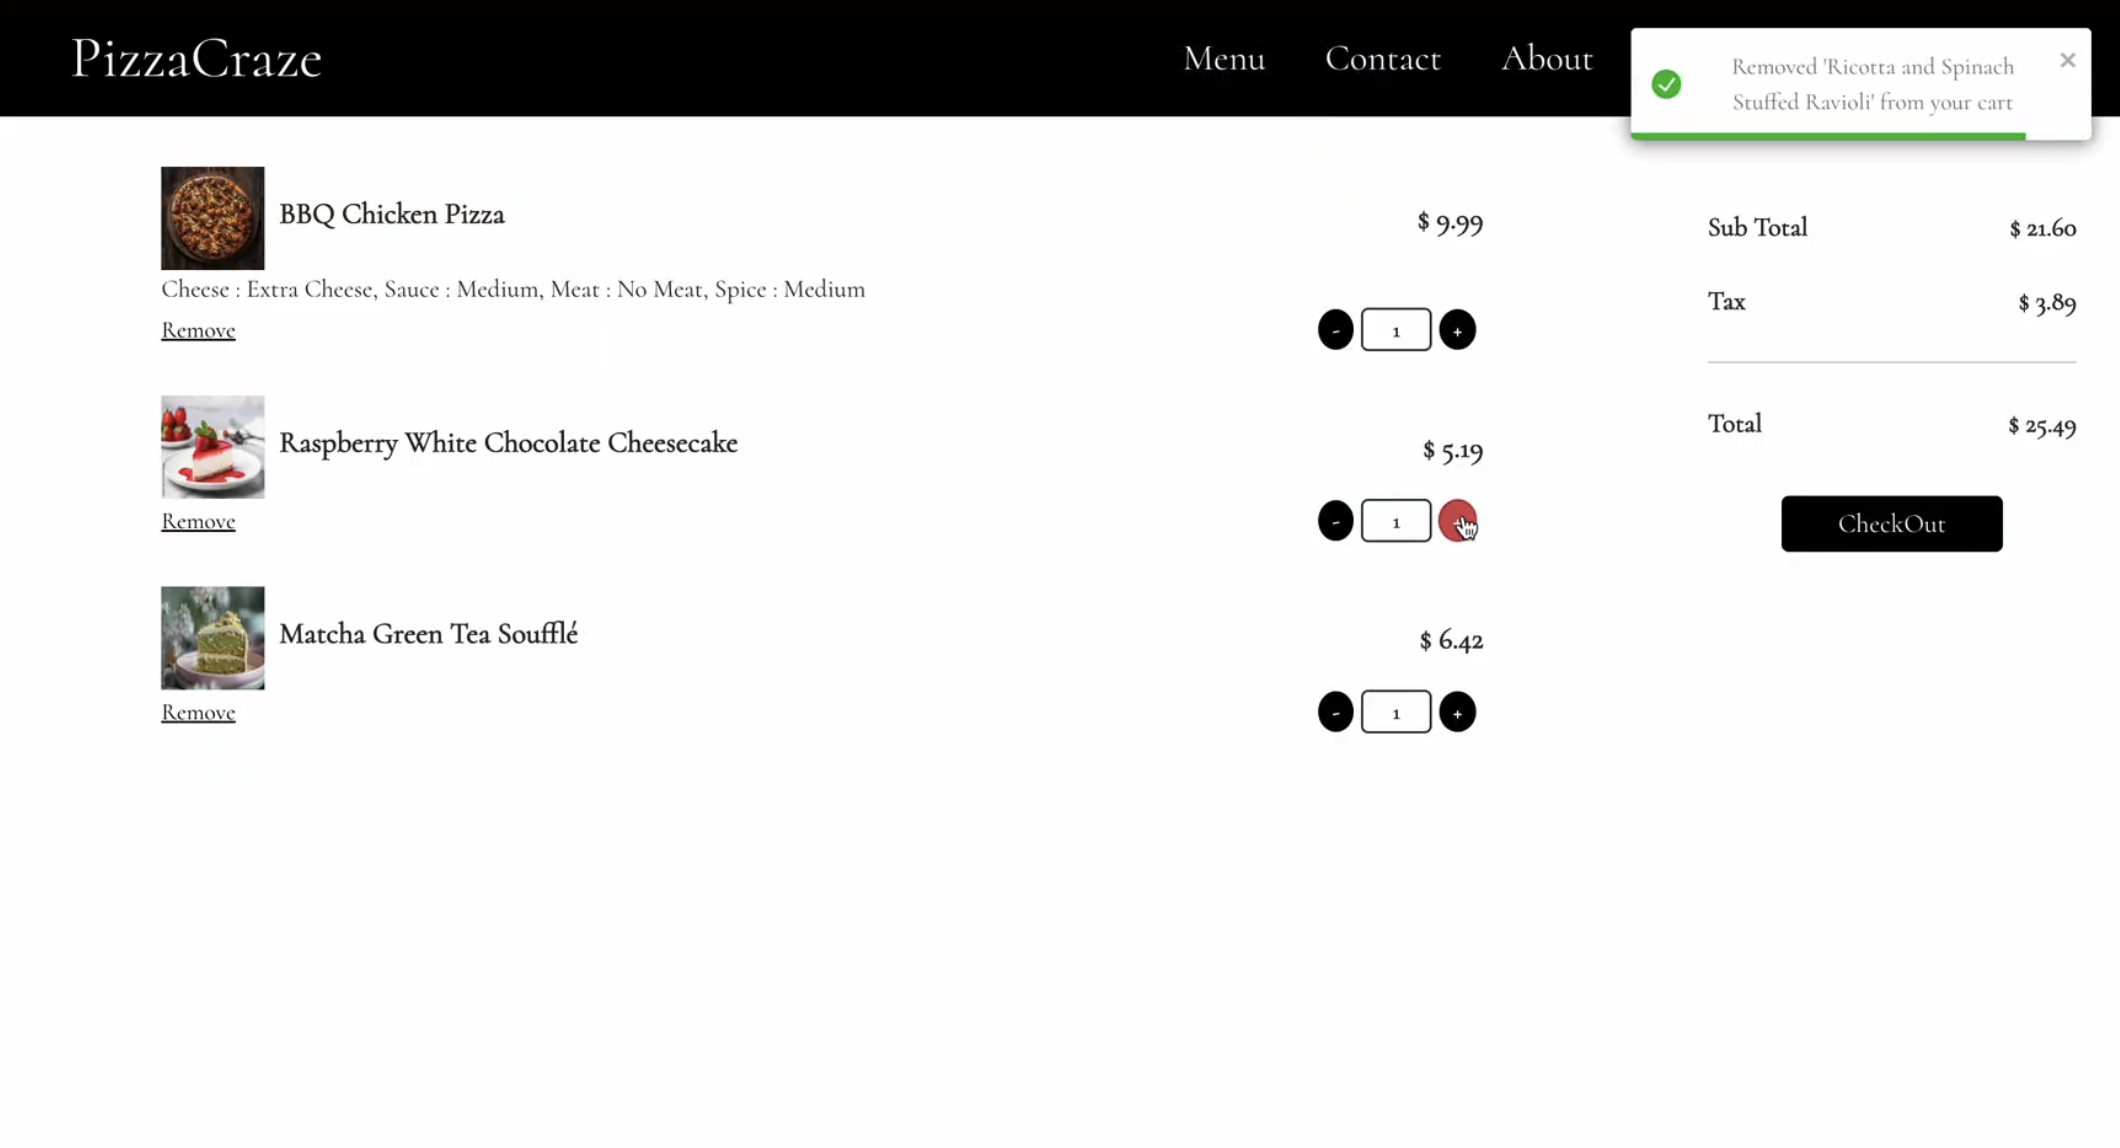 PizzaCraze
Menu Contact About
Removed 'Ricotta and Spinach
Stuffed Ravioli' from your cart
×
BBQ Chicken Pizza
$ 9.99
Cheese : Extra Cheese, Sauce : Medium, Meat : No Meat, Spice : Medium
Remove
- 1 +
Raspberry White Chocolate Cheesecake
$ 5.19
Remove
- 1
Matcha Green Tea Soufflé
$ 6.42
Remove
- 1 +
Sub Total $ 21.60
Tax $ 3.89
Total $ 25.49
CheckOut